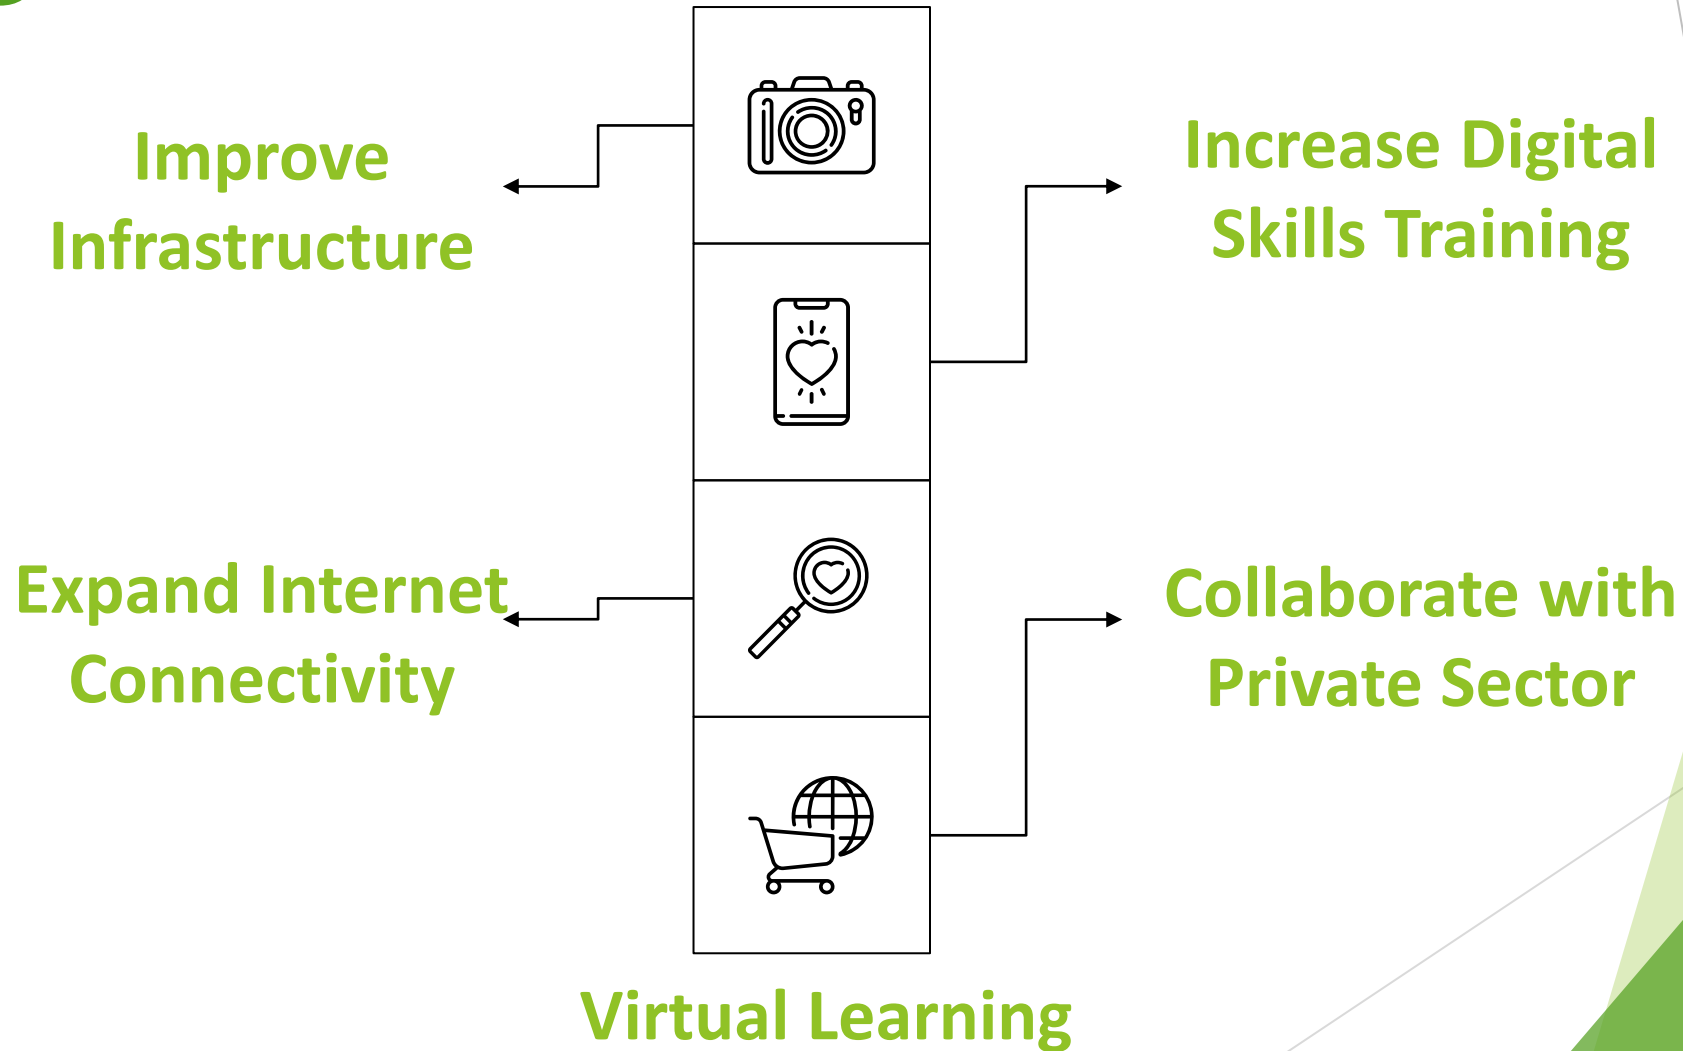 Improve
Infrastructure
Increase Digital
Skills Training
Expand Internet
Connectivity
Collaborate with
Private Sector
Virtual Learning